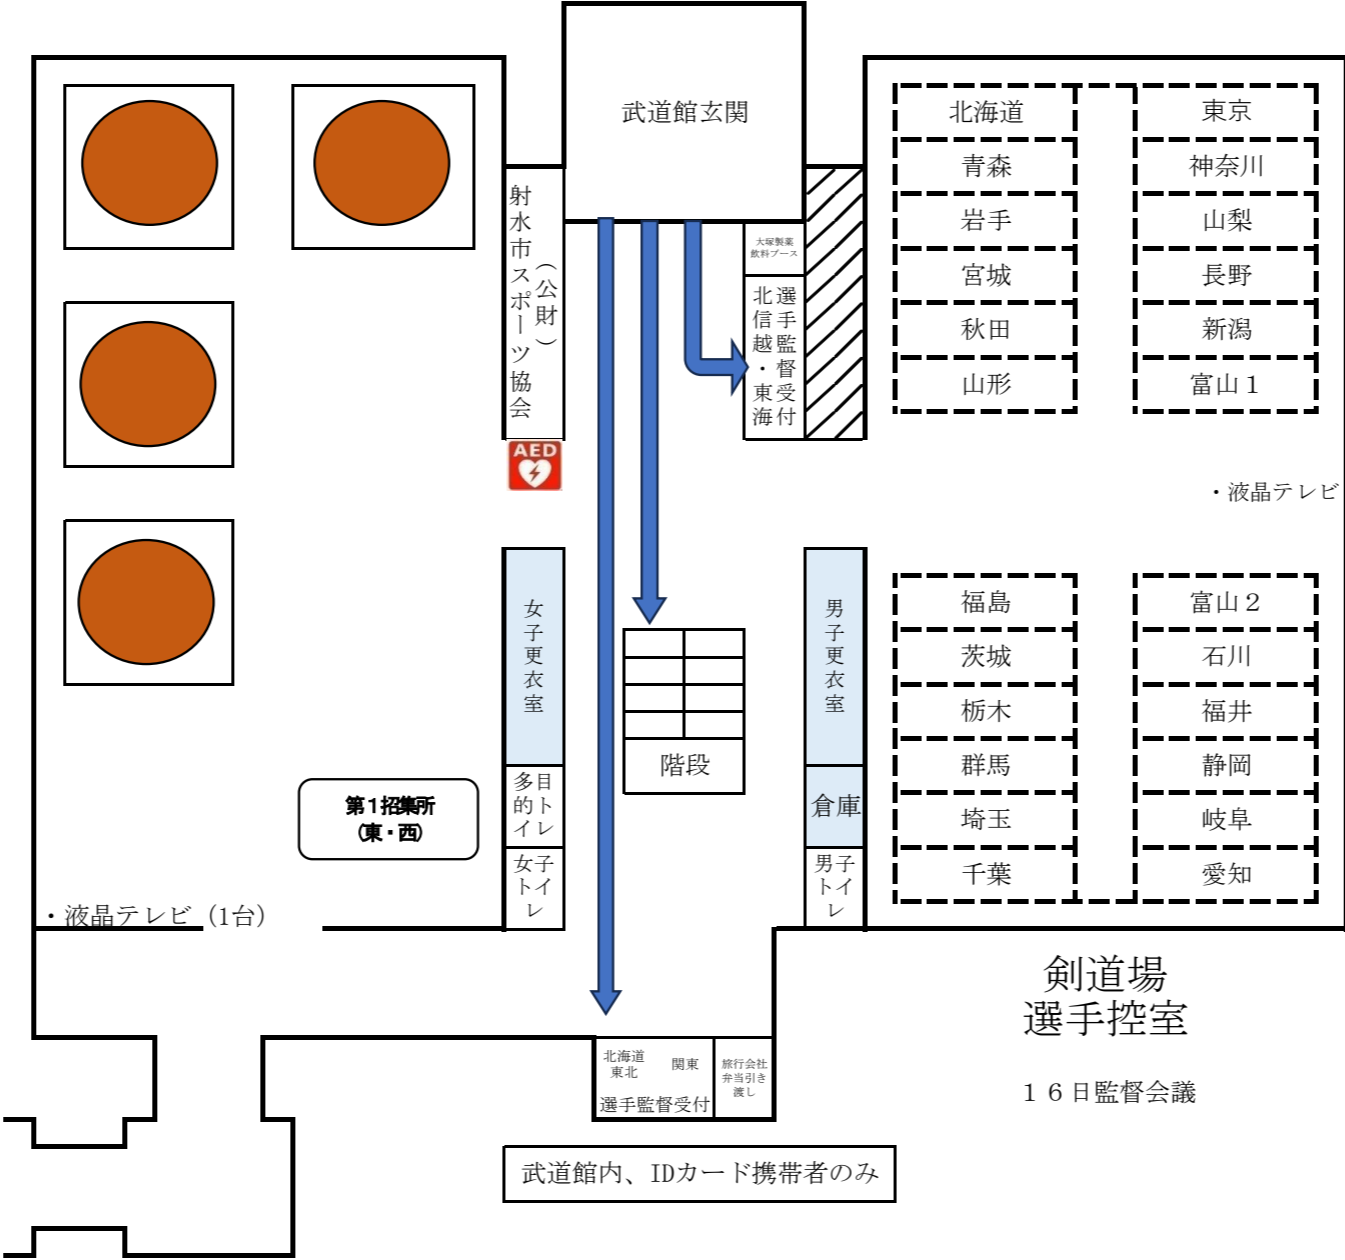 武道館玄関
射水市スポーツ協会
（公財）
AED
大塚製薬
飲料ブース
選手監督受付
北信越・東海
北海道
青森
岩手
宮城
秋田
山形
東京
神奈川
山梨
長野
新潟
富山１
・液晶テレビ
福島
茨城
栃木
群馬
埼玉
千葉
富山２
石川
福井
静岡
岐阜
愛知
女子更衣室
多目
的ト
イレ
女子
トイ
レ
階段
男子更衣室
倉庫
男子
トイ
レ
第1招集所
（東・西）
・液晶テレビ（1台）
剣道場
選手控室
１６日監督会議
北海道
東北
関東
選手監督受付
旅行会社
弁当引き
渡し
武道館内、IDカード携帯者のみ